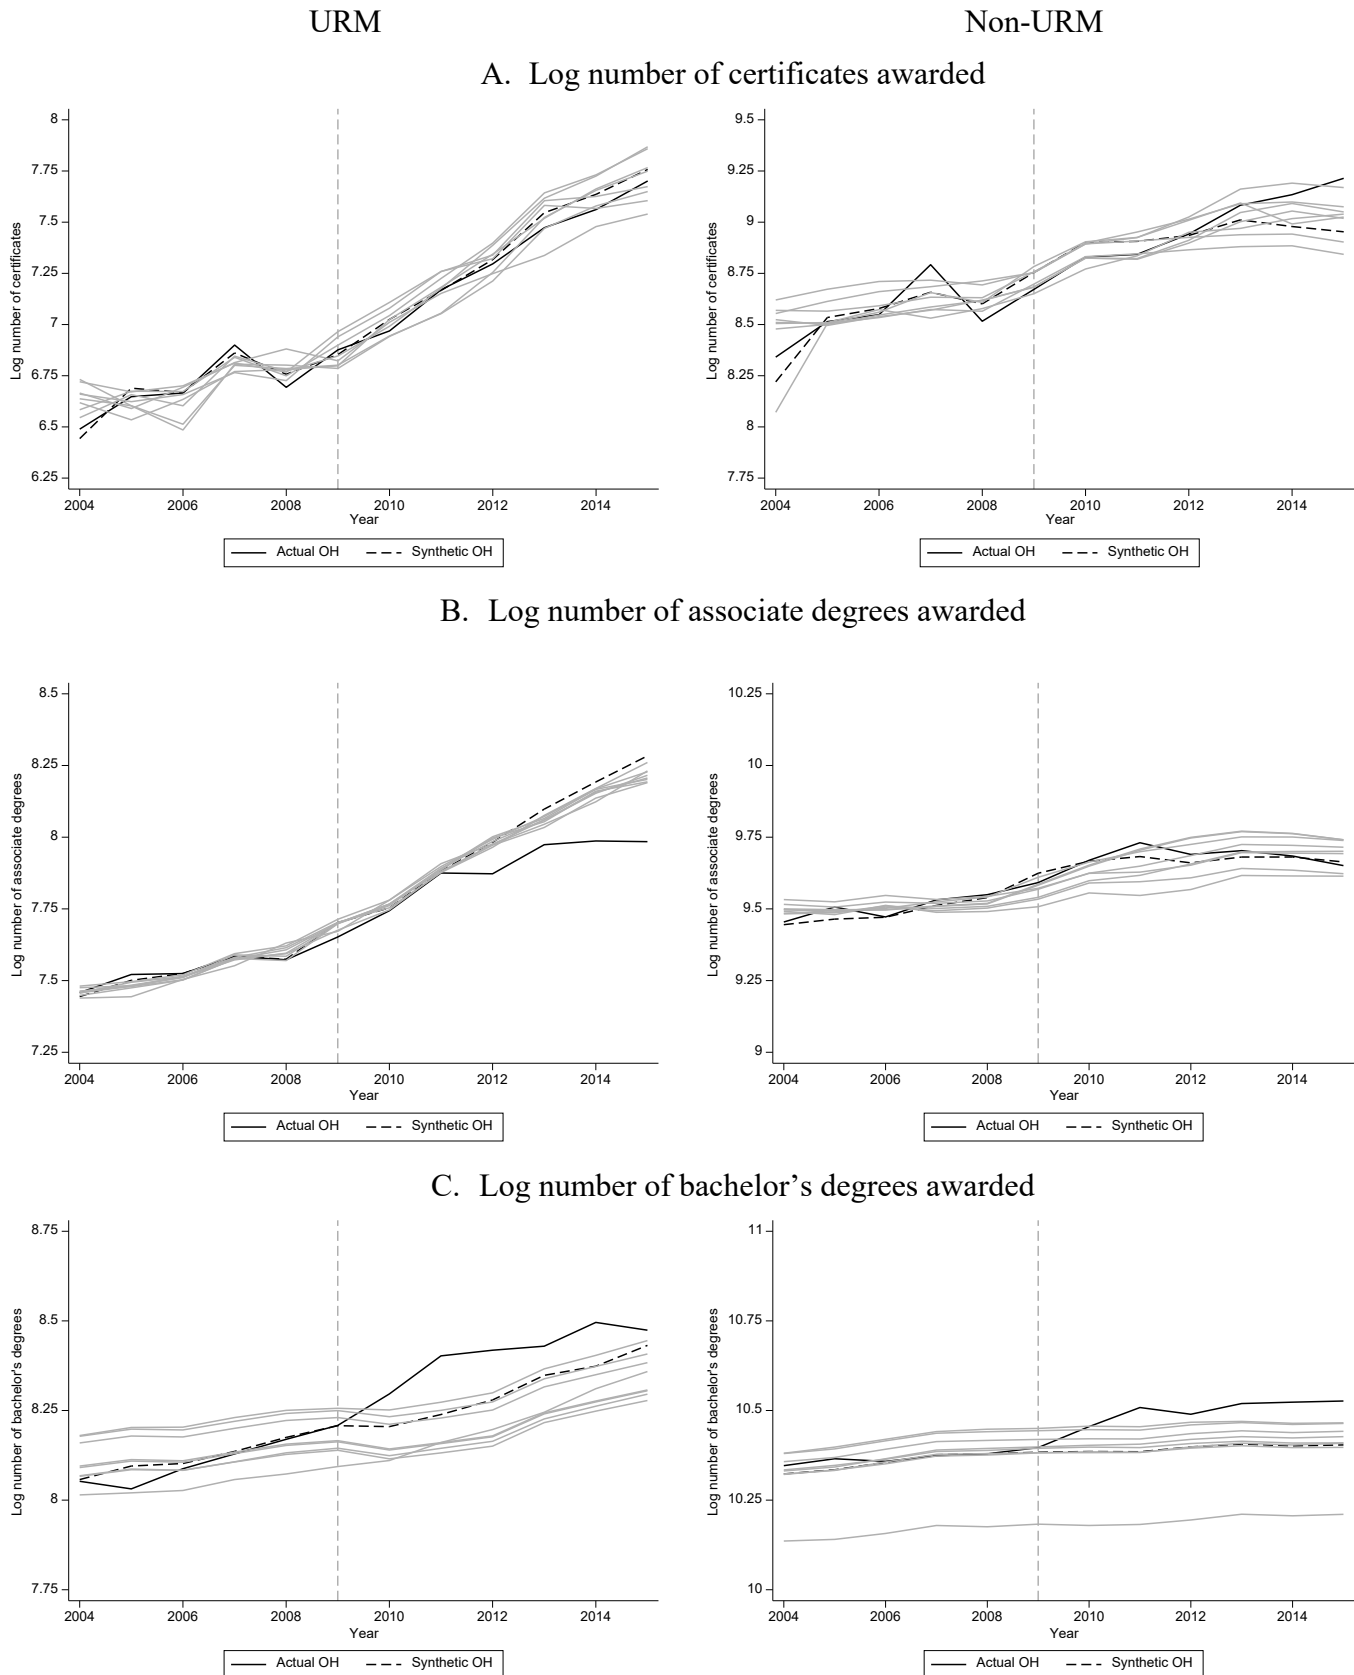 URM
Non-URM
A. Log number of certificates awarded
Log number of certificates
8
7.75
7.5
7.25
7
6.75
6.5
6.25
2004 2006 2008 2010 2012 2014
Year
Actual OH Synthetic OH
Log number of certificates
9.5
9.25
9
8.75
8.5
8.25
8
7.75
2004 2006 2008 2010 2012 2014
Year
Actual OH Synthetic OH
B. Log number of associate degrees awarded
Log number of associate degrees
8.5
8.25
8
7.75
7.5
7.25
2004 2006 2008 2010 2012 2014
Year
Actual OH Synthetic OH
Log number of associate degrees
10.25
10
9.75
9.5
9.25
9
2004 2006 2008 2010 2012 2014
Year
Actual OH Synthetic OH
C. Log number of bachelor’s degrees awarded
Log number of bachelor's degrees
8.75
8.5
8.25
8
7.75
2004 2006 2008 2010 2012 2014
Year
Actual OH Synthetic OH
Log number of bachelor's degrees
11
10.75
10.5
10.25
10
2004 2006 2008 2010 2012 2014
Year
Actual OH Synthetic OH